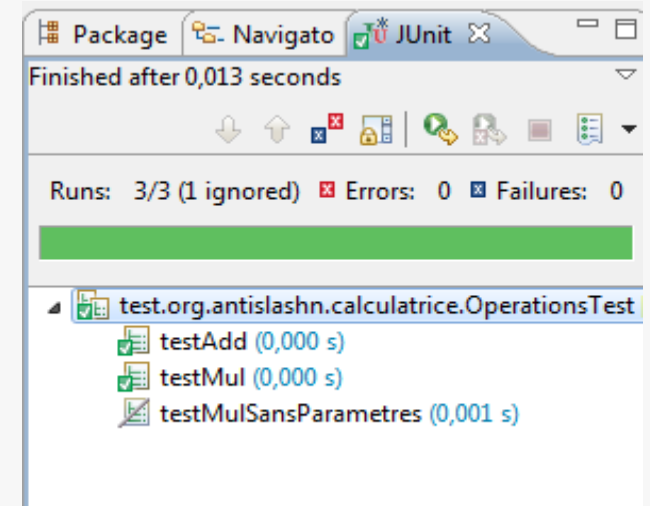 Package Navigato JUnit
Finished after 0,013 seconds
Runs: 3/3 (1 ignored) Errors: 0 Failures: 0
test.org.antislashn.calculatrice.OperationsTest
testAdd (0,000 s)
testMul (0,000 s)
testMulSansParametres (0,001 s)